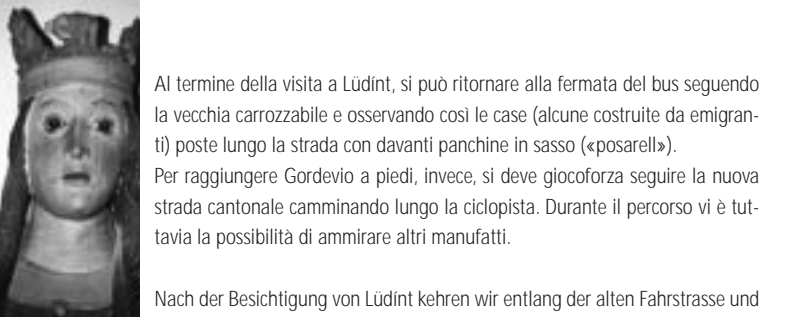 Al termine della visita a Lüdínt, si può ritornare alla fermata del bus seguendo
la vecchia carrozzabile e osservando così le case (alcune costruite da emigran-
ti) poste lungo la strada con davanti panchine in sasso («posarell»).
Per raggiungere Gordevio a piedi, invece, si deve giocoforza seguire la nuova
strada cantonale camminando lungo la ciclopista. Durante il percorso vi è tut-
tavia la possibilità di ammirare altri manufatti.
Nach der Besichtigung von Lüdínt kehren wir entlang der alten Fahrstrasse und